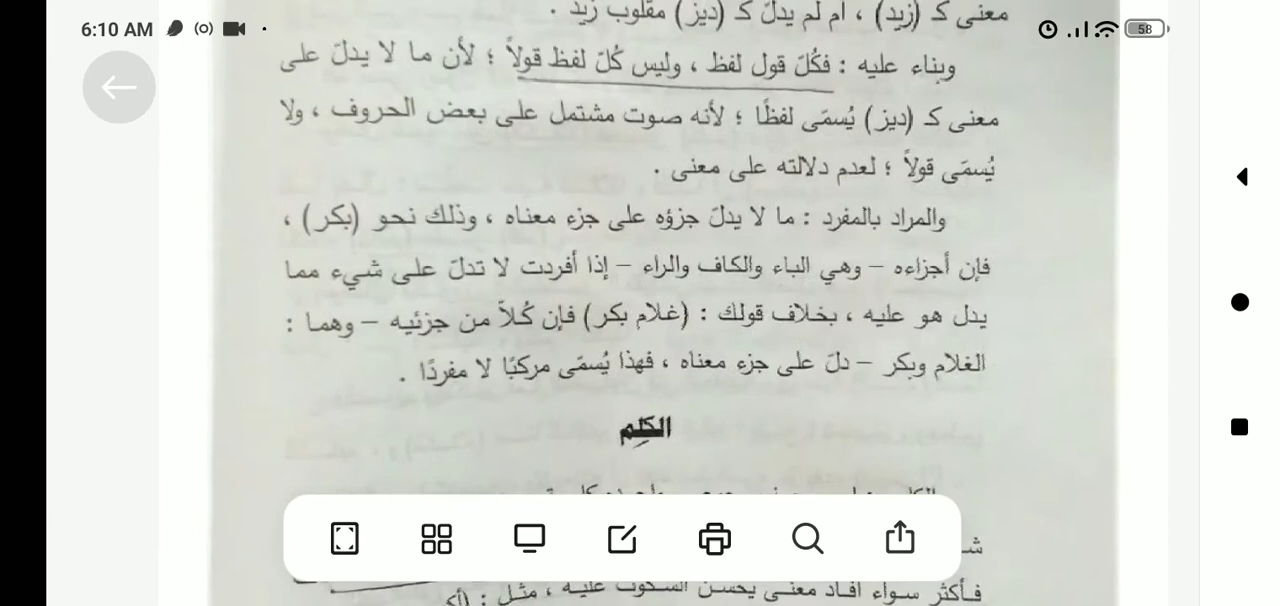 6:10 AM
58
معنى كـ (زيد) ، أم لم يدلّ كـ (ديز) مقلوب زيد .
وبناء عليه : فكُلّ قول لفظ ، وليس كُلّ لفظ قولاً ؛ لأن ما لا يدلّ على
معنى كـ (ديز) يُسمّى لفظًا ؛ لأنه صوت مشتمل على بعض الحروف ، ولا
يُسمّى قولاً ؛ لعدم دلالته على معنى .
والمراد بالمفرد : ما لا يدلّ جزؤه على جزء معناه ، وذلك نحو (بكر) ،
فإن أجزاءه – وهي الباء والكاف والراء – إذا أفردت لا تدلّ على شيء مما
يدل هو عليه ، بخلاف قولك : (غلام بكر) فإن كُلاًّ من جزئيه – وهما :
الغلام وبكر – دلّ على جزء معناه ، فهذا يُسمّى مركبًا لا مفردًا .
الكَلِم
فأكثر سواء أفاد معنى يحسن السكوت عليه ، مثل :